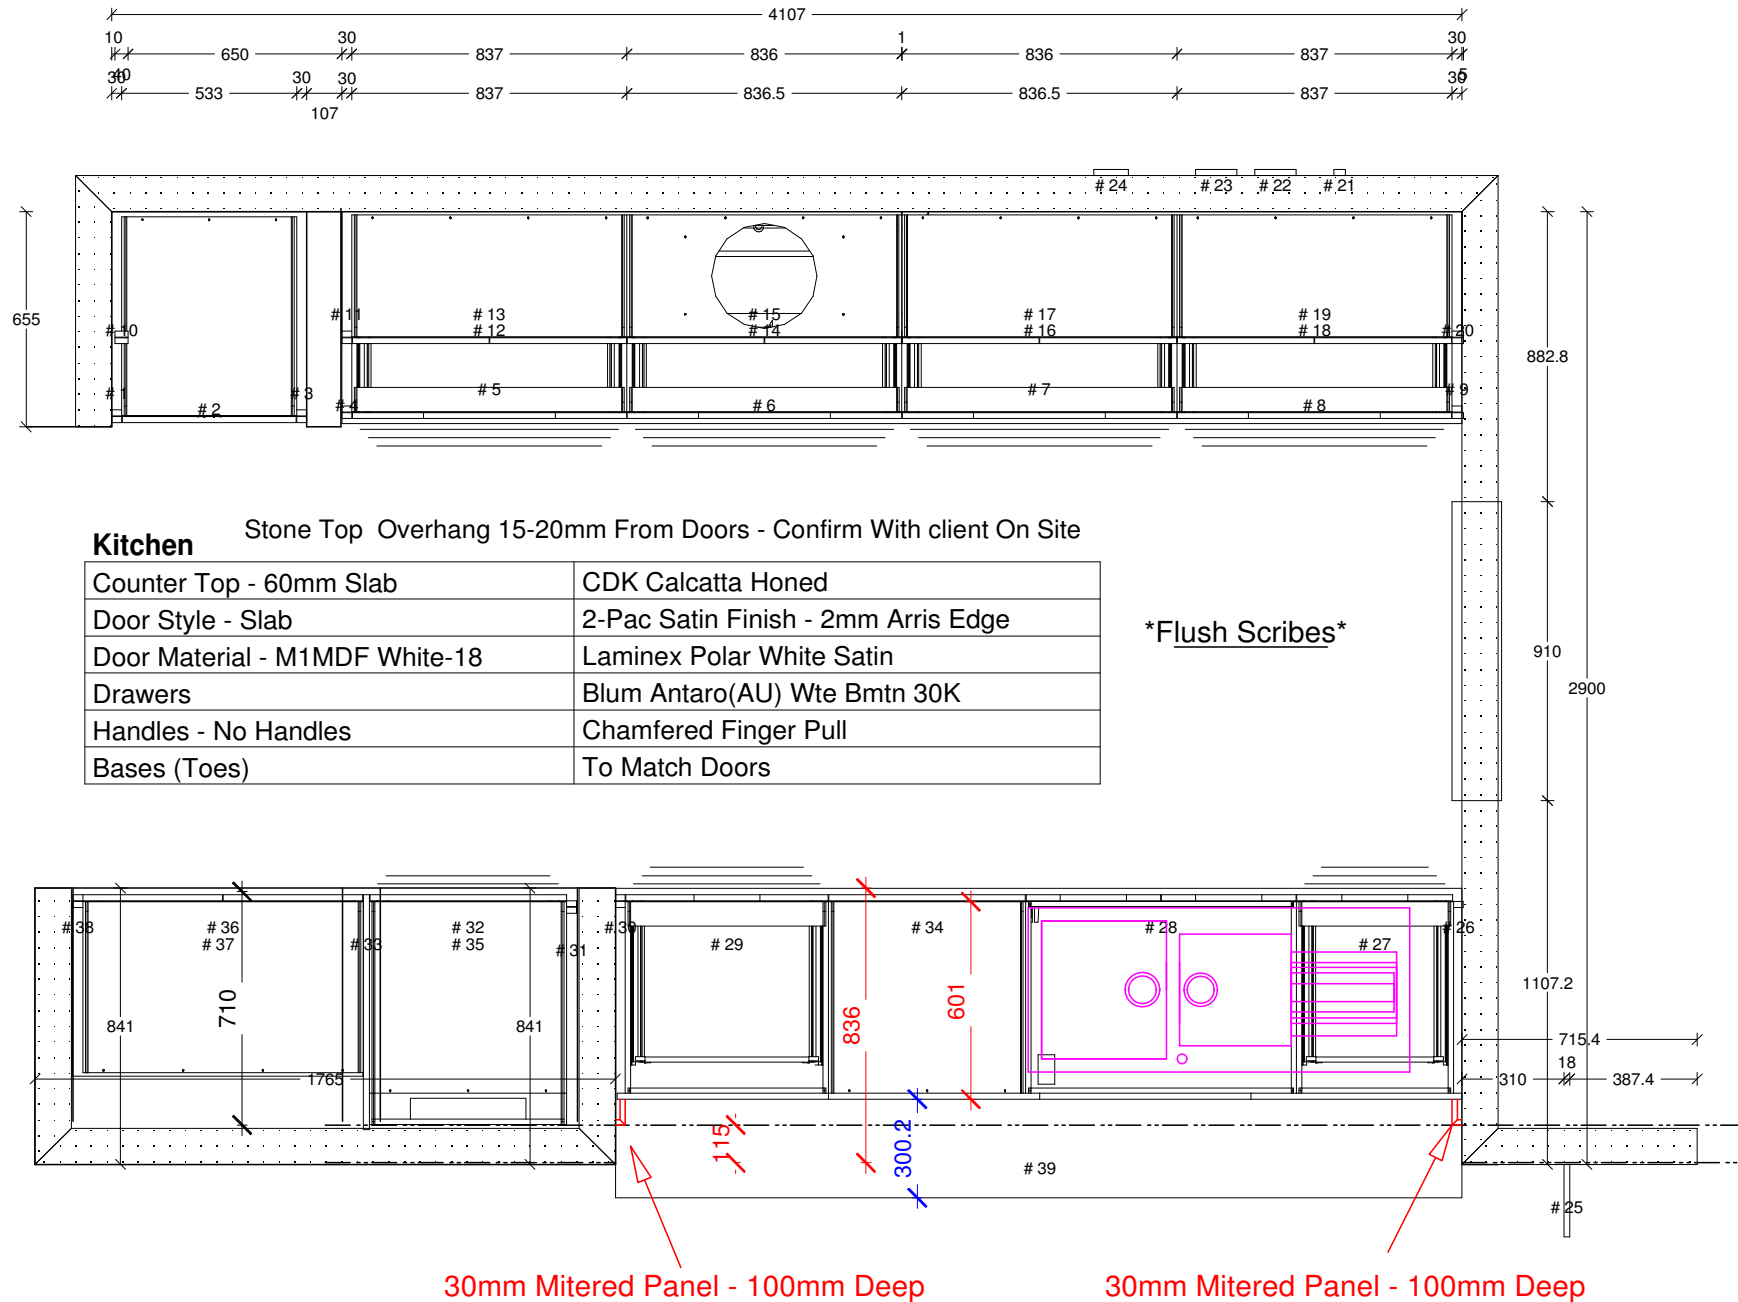 4107
10 650 30 837 836 1 836 837 30
30 40 533 30 30 837 836.5 836.5 837 30 5
107
# 24 # 23 # 22 # 21
655
# 10 # 11 # 13 # 15 # 17 # 19
# 12 # 14 # 16 # 18 # 20
882.8
# 1 # 3 # 5 # 7 # 9
# 2 # 4 # 6 # 8
Stone Top Overhang 15-20mm From Doors - Confirm With client On Site
Kitchen
Counter Top - 60mm Slab CDK Calcatta Honed
Door Style - Slab 2-Pac Satin Finish - 2mm Arris Edge
Door Material - M1MDF White-18 Laminex Polar White Satin
Drawers Blum Antaro(AU) Wte Bmtn 30K
Handles - No Handles Chamfered Finger Pull
Bases (Toes) To Match Doors
*Flush Scribes*
910
2900
# 38 # 36 # 32 # 30 # 34 # 28 # 26
# 37 # 33 # 35 # 31 # 29 # 27
1107.2
710
601
836
841 841
715.4
1765
18
310 387.4
115
300.2
# 39
# 25
30mm Mitered Panel - 100mm Deep 30mm Mitered Panel - 100mm Deep